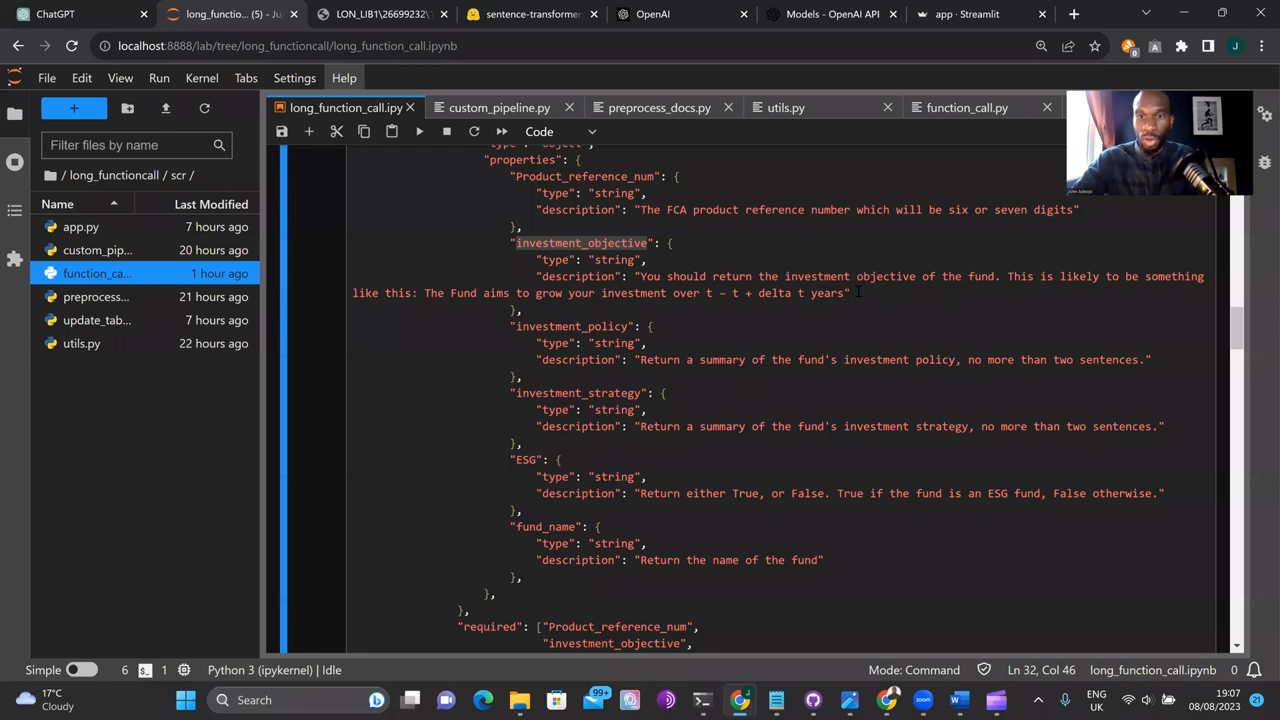 ChatGPT
long_functio... (5) - Jup
LON_LIB1\26699232\
sentence-transformer
OpenAI
Models - OpenAI API
app · Streamlit
localhost:8888/lab/tree/long_functioncall/long_function_call.ipynb
File Edit View Run Kernel Tabs Settings Help
long_function_call.ipy
custom_pipeline.py
preprocess_docs.py
utils.py
function_call.py
Code
Filter files by name
/ long_functioncall / scr /
Name Last Modified
app.py 7 hours ago
custom_pip... 20 hours ago
function_ca... 1 hour ago
preprocess... 21 hours ago
update_tab... 7 hours ago
utils.py 22 hours ago
"type": "object",
"properties": {
"Product_reference_num": {
"type": "string",
"description": "The FCA product reference number which will be six or seven digits"
},
"investment_objective": {
"type": "string",
"description": "You should return the investment objective of the fund. This is likely to be something
like this: The Fund aims to grow your investment over t – t + delta t years"
},
"investment_policy": {
"type": "string",
"description": "Return a summary of the fund's investment policy, no more than two sentences."
},
"investment_strategy": {
"type": "string",
"description": "Return a summary of the fund's investment strategy, no more than two sentences."
},
"ESG": {
"type": "string",
"description": "Return either True, or False. True if the fund is an ESG fund, False otherwise."
},
"fund_name": {
"type": "string",
"description": "Return the name of the fund"
},
},
},
"required": ["Product_reference_num",
"investment_objective",
Simple 6 1 Python 3 (ipykernel) | Idle
Mode: Command Ln 32, Col 46 long_function_call.ipynb 0
17°C
Cloudy
Search
99+
ENG
UK
19:07
08/08/2023
21